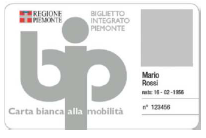 REGIONE
PIEMONTE
BIGLIETTO
INTEGRATO
PIEMONTE
bip
Carta bianca alla mobilità
Mario
Rossi
nato: 16 - 02 - 1956
n° 123456